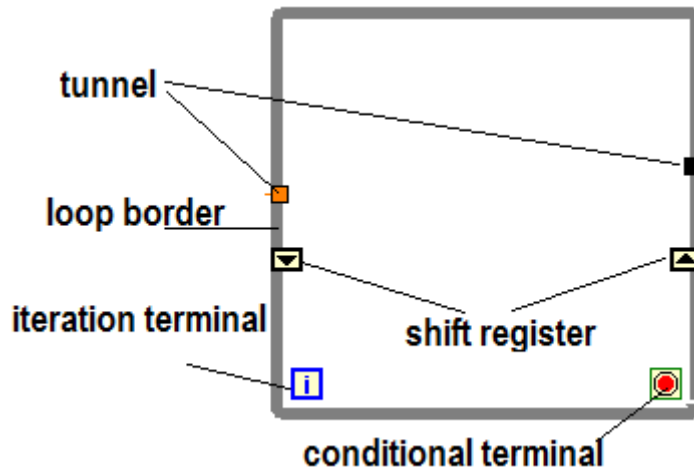 tunnel
loop border
iteration terminal
shift register
i
conditional terminal